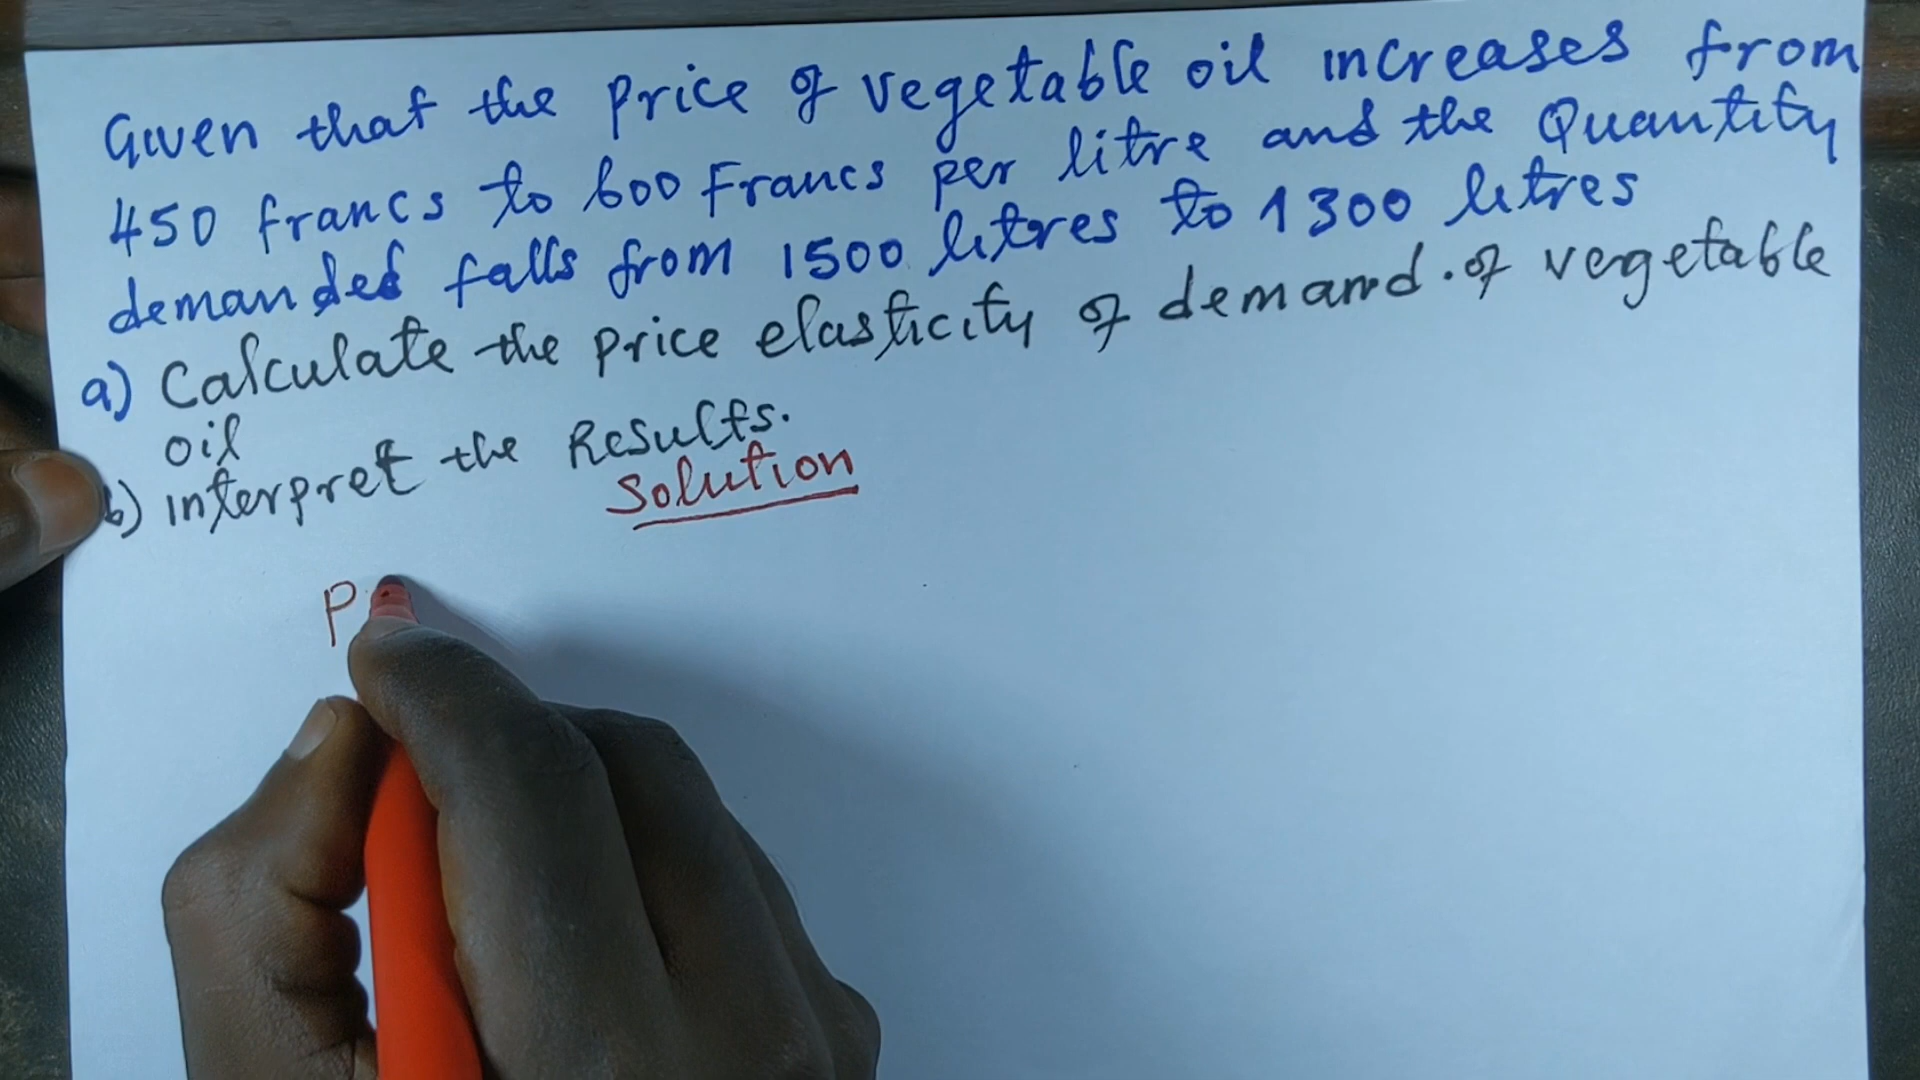 Given that the price of vegetable oil increases from
450 francs to 600 Francs per litre and the Quantity
demanded falls from 1500 litres to 1300 litres
a) Calculate the price elasticity of demand. of vegetable
oil
b) interpret the Results.
Solution
P